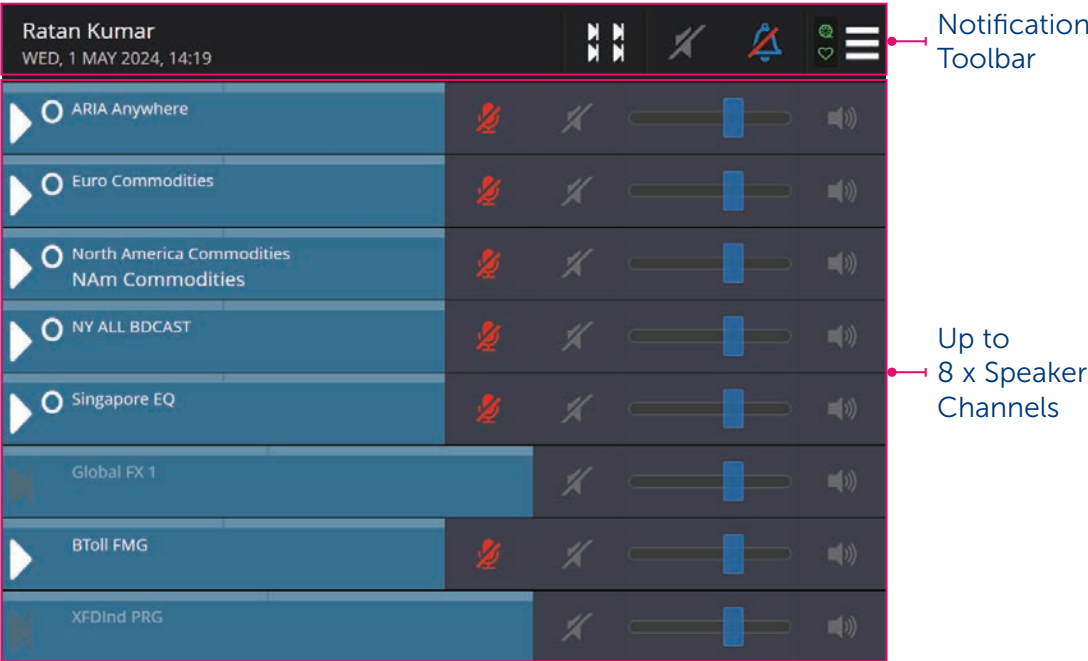 Ratan Kumar
WED, 1 MAY 2024, 14:19
Notification
Toolbar
ARIA Anywhere
Euro Commodities
North America Commodities
NAm Commodities
NY ALL BDCAST
Singapore EQ
Global FX 1
BToll FMG
XFDInd PRG
Up to
8 x Speaker
Channels